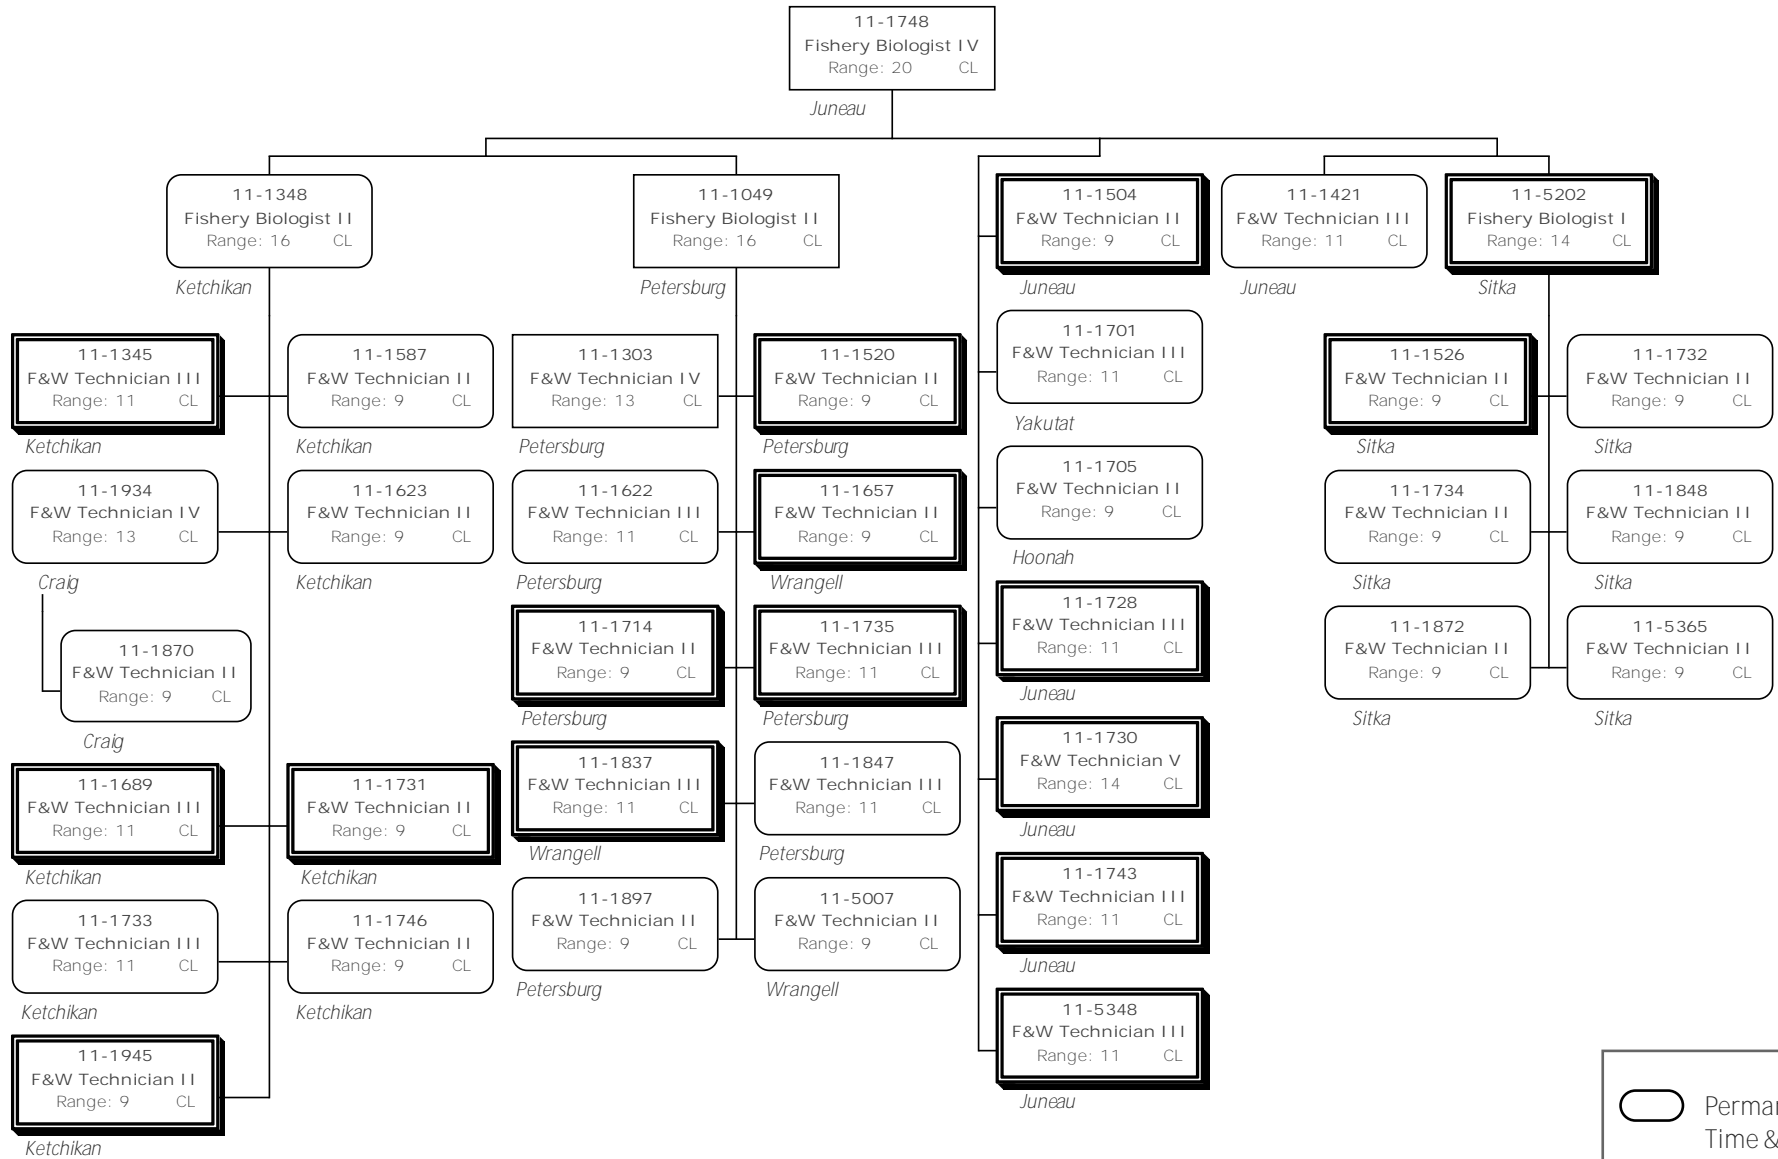 11-1748
Fishery Biologist IV
Range: 20 CL
Juneau
11-1348
Fishery Biologist II
Range: 16 CL
Ketchikan
11-1049
Fishery Biologist II
Range: 16 CL
Petersburg
11-1504
F&W Technician II
Range: 9 CL
Juneau
11-1421
F&W Technician III
Range: 11 CL
Juneau
11-5202
Fishery Biologist I
Range: 14 CL
Sitka
11-1345
F&W Technician III
Range: 11 CL
Ketchikan
11-1587
F&W Technician II
Range: 9 CL
Ketchikan
11-1934
F&W Technician IV
Range: 13 CL
Craig
11-1623
F&W Technician II
Range: 9 CL
Ketchikan
11-1870
F&W Technician II
Range: 9 CL
Craig
11-1689
F&W Technician III
Range: 11 CL
Ketchikan
11-1731
F&W Technician II
Range: 9 CL
Ketchikan
11-1733
F&W Technician III
Range: 11 CL
Ketchikan
11-1746
F&W Technician II
Range: 9 CL
Ketchikan
11-1945
F&W Technician II
Range: 9 CL
Ketchikan
11-1303
F&W Technician IV
Range: 13 CL
Petersburg
11-1520
F&W Technician II
Range: 9 CL
Petersburg
11-1622
F&W Technician III
Range: 11 CL
Petersburg
11-1657
F&W Technician II
Range: 9 CL
Wrangell
11-1714
F&W Technician II
Range: 9 CL
Petersburg
11-1735
F&W Technician III
Range: 11 CL
Petersburg
11-1837
F&W Technician III
Range: 11 CL
Wrangell
11-1847
F&W Technician III
Range: 11 CL
Petersburg
11-1897
F&W Technician II
Range: 9 CL
Petersburg
11-5007
F&W Technician II
Range: 9 CL
Wrangell
11-1701
F&W Technician III
Range: 11 CL
Yakutat
11-1705
F&W Technician II
Range: 9 CL
Hoonah
11-1728
F&W Technician III
Range: 11 CL
Juneau
11-1730
F&W Technician V
Range: 14 CL
Juneau
11-1743
F&W Technician III
Range: 11 CL
Juneau
11-5348
F&W Technician III
Range: 11 CL
Juneau
11-1526
F&W Technician II
Range: 9 CL
Sitka
11-1732
F&W Technician II
Range: 9 CL
Sitka
11-1734
F&W Technician II
Range: 9 CL
Sitka
11-1848
F&W Technician II
Range: 9 CL
Sitka
11-1872
F&W Technician II
Range: 9 CL
Sitka
11-5365
F&W Technician II
Range: 9 CL
Sitka
Time &